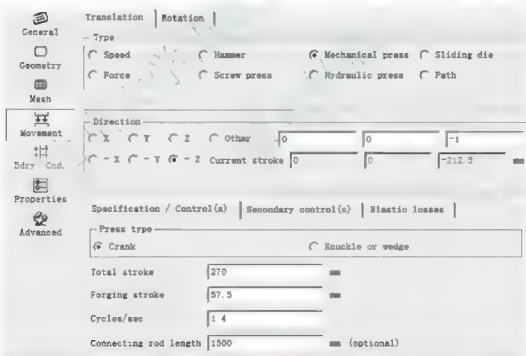 Translation Rotation
General
Type
Speed Hammer Mechanical press Sliding die
Geometry
Force Screw press Hydraulic press Path
Mesh
Movement
Direction
X Y Z Other 0 0 -1
- X - Y - Z Current stroke 0 0 -212.5 mm
Bdry Cnd.
Properties
Specification / Control(s) Secondary control(s) Elastic losses
Advanced
Press type
Crank Knuckle or wedge
Total stroke 270 mm
Forging stroke 57.5 mm
Cycles/sec 1.4
Connecting rod length 1500 mm (optional)